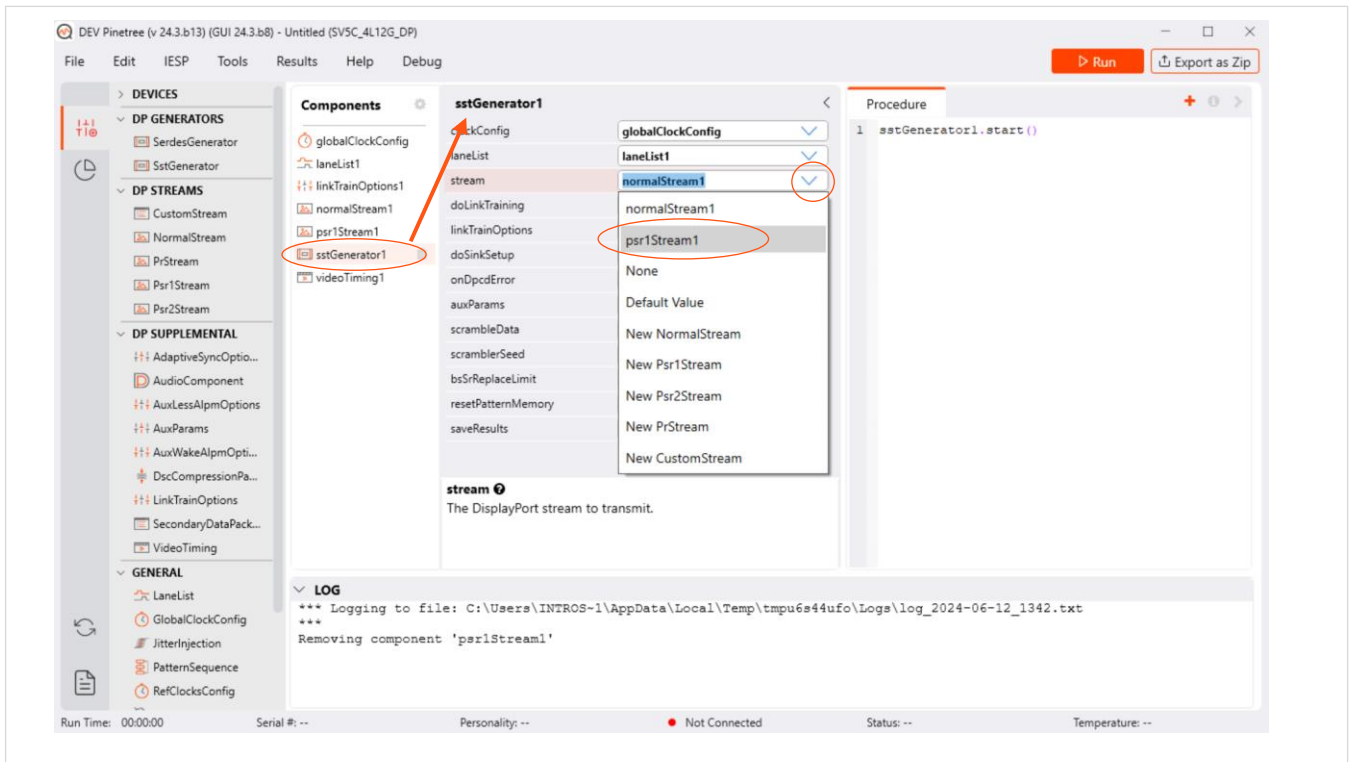 DEV Pinetree (v 24.3.b13) (GUI 24.3.b8) - Untitled (SV5C_4L12G_DP)
File Edit IESP Tools Results Help Debug
Run
Export as Zip
DEVICES
DP GENERATORS
SerdesGenerator
SstGenerator
DP STREAMS
CustomStream
NormalStream
PrStream
Psr1Stream
Psr2Stream
DP SUPPLEMENTAL
AdaptiveSyncOptio...
AudioComponent
AuxLessAlpmOptions
AuxParams
AuxWakeAlpmOpti...
DscCompressionPa...
LinkTrainOptions
SecondaryDataPack...
VideoTiming
GENERAL
LaneList
GlobalClockConfig
JitterInjection
PatternSequence
RefClocksConfig
Components
globalClockConfig
laneList1
linkTrainOptions1
normalStream1
psr1Stream1
sstGenerator1
videoTiming1
sstGenerator1
clockConfig globalClockConfig
laneList laneList1
stream normalStream1
doLinkTraining
linkTrainOptions
doSinkSetup
onDpcdError
auxParams
scrambleData
scramblerSeed
bsSrReplaceLimit
resetPatternMemory
saveResults
normalStream1
psr1Stream1
None
Default Value
New NormalStream
New Psr1Stream
New Psr2Stream
New PrStream
New CustomStream
stream
The DisplayPort stream to transmit.
Procedure
1 sstGenerator1.start()
LOG
*** Logging to file: C:\Users\INTROS~1\AppData\Local\Temp\tmpu6s44ufo\Logs\log_2024-06-12_1342.txt
***
Removing component 'psr1Stream1'
Run Time: 00:00:00 Serial #: -- Personality: -- Not Connected Status: -- Temperature: --